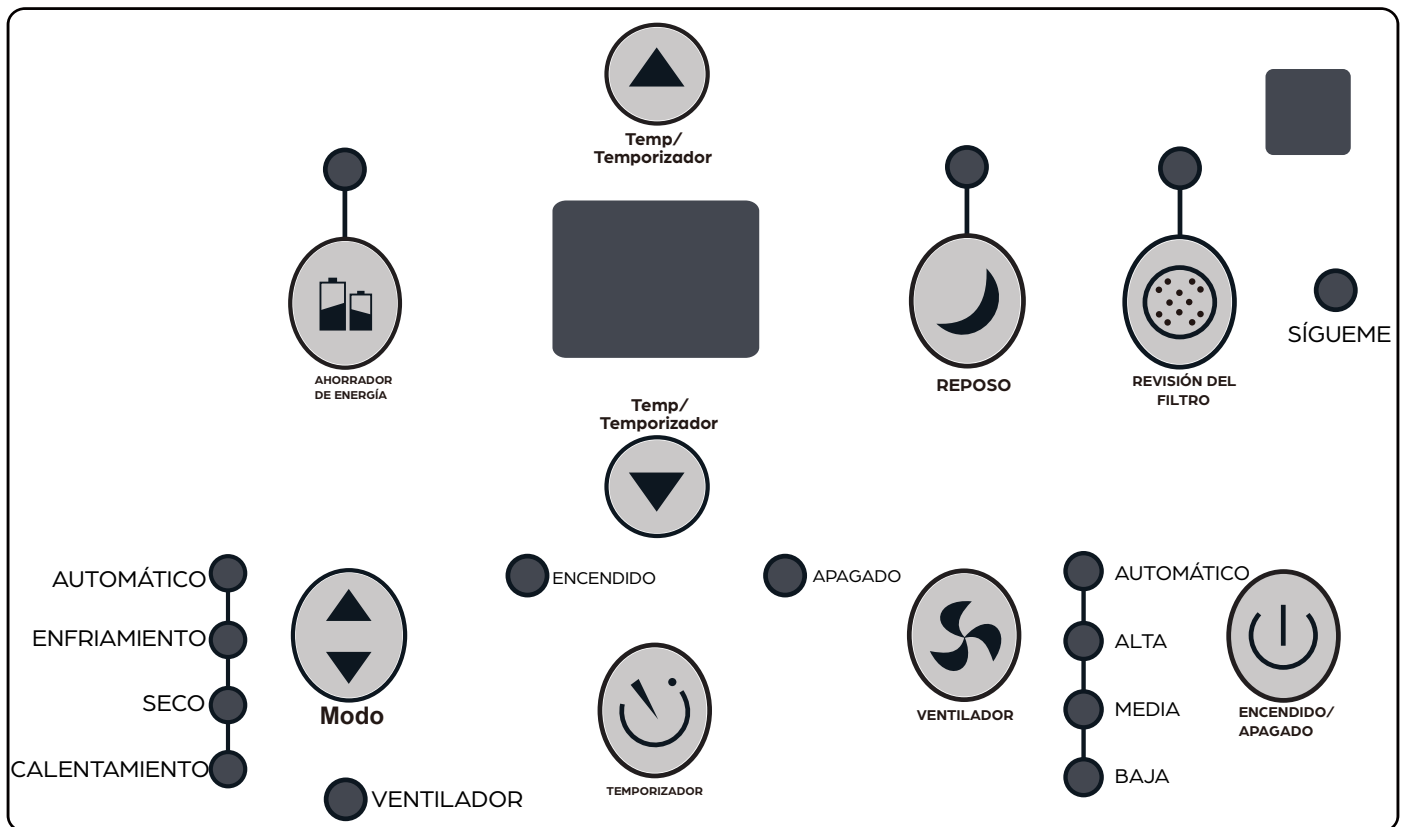 Temp/
Temporizador
SÍGUEME
AHORRADOR
DE ENERGÍA
REPOSO
REVISIÓN DEL
FILTRO
Temp/
Temporizador
AUTOMÁTICO
ENFRIAMIENTO
SECO
CALENTAMIENTO
Modo
VENTILADOR
ENCENDIDO
APAGADO
TEMPORIZADOR
VENTILADOR
AUTOMÁTICO
ALTA
MEDIA
BAJA
ENCENDIDO/
APAGADO